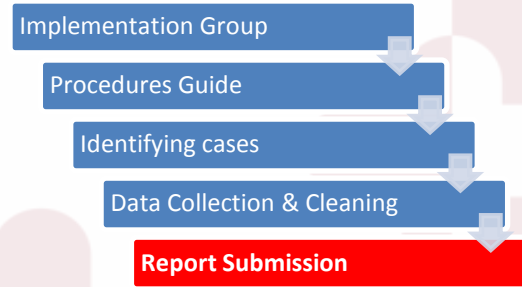 Implementation Group
Procedures Guide
Identifying cases
Data Collection & Cleaning
Report Submission